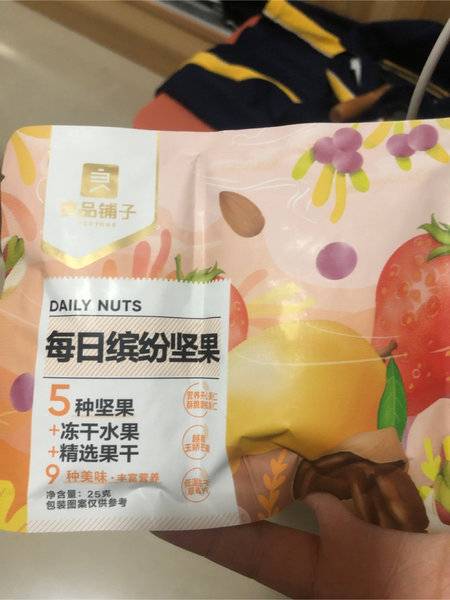 良品铺子
DAILY NUTS
每日缤纷坚果
5种坚果
+冻干水果
+精选果干
9种美味·丰富营养
净含量：25克
包装图案仅供参考